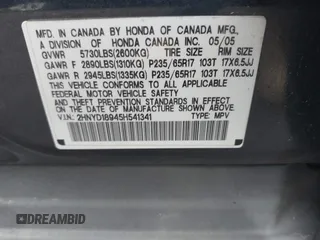 MFD. IN CANADA BY HONDA OF CANADA MFG.,
A DIVISION OF HONDA CANADA INC. 05/05
GVWR 5730LBS(2600KG) TIRE SIZE RIM SIZE
GAWR F 2890LBS(1310KG) P235/65R17 103T 17X6.5JJ
GAWR R 2945LBS(1335KG) P235/65R17 103T 17X6.5JJ
THIS VEHICLE CONFORMS TO ALL APPLICABLE
FEDERAL MOTOR VEHICLE SAFETY
STANDARDS IN EFFECT ON THE DATE OF
MANUFACTURE SHOWN ABOVE.
V.I.N.: 2HNYD18945H541341 TYPE: MPV
DREAMBID